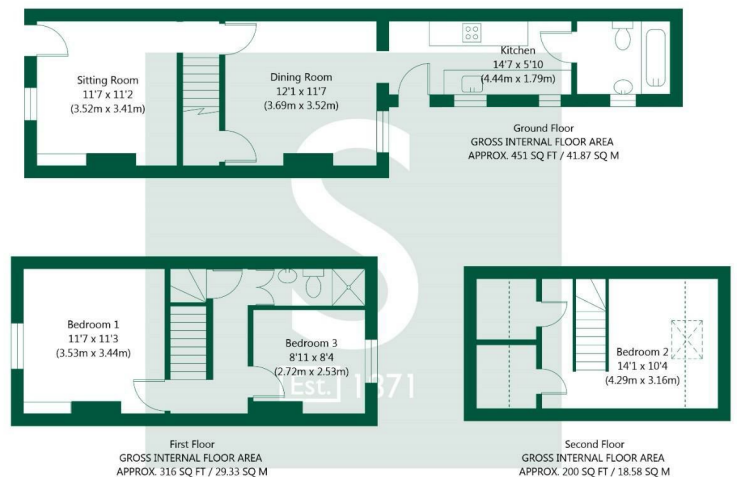 Sitting Room
11'7 x 11'2
(3.52m x 3.41m)
Dining Room
12'1 x 11'7
(3.69m x 3.52m)
Kitchen
14'7 x 5'10
(4.44m x 1.79m)
Ground Floor
GROSS INTERNAL FLOOR AREA
APPROX. 451 SQ FT / 41.87 SQ M
S
Est. 1871
Bedroom 1
11'7 x 11'3
(3.53m x 3.44m)
Bedroom 3
8'11 x 8'4
(2.72m x 2.53m)
First Floor
GROSS INTERNAL FLOOR AREA
APPROX. 316 SQ FT / 29.33 SQ M
Bedroom 2
14'1 x 10'4
(4.29m x 3.16m)
Second Floor
GROSS INTERNAL FLOOR AREA
APPROX. 200 SQ FT / 18.58 SQ M